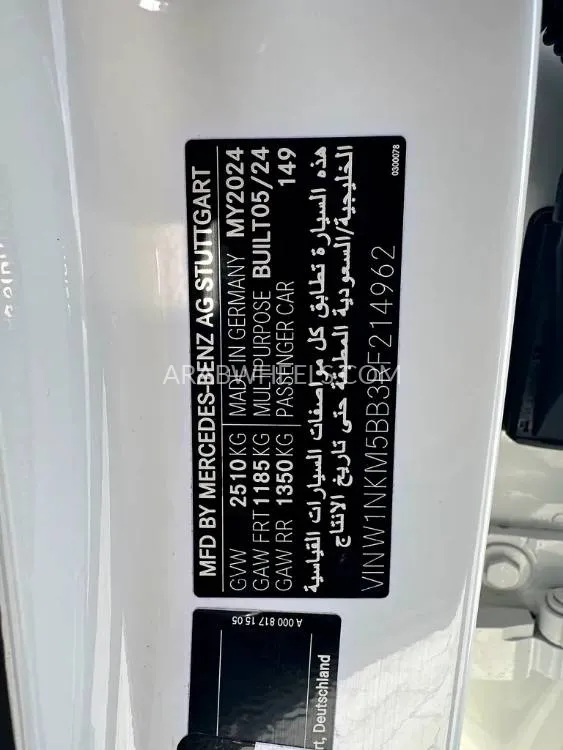 MFD BY MERCEDES-BENZ AG STUTTGART
GVW 2510 KG MADE IN GERMANY MY2024
GAW FRT 1185 KG MULTIPURPOSE BUILT05/24
GAW RR 1350 KG PASSENGER CAR 149
هذه السيارة تطابق كل مواصفات السيارات القياسية
الخليجية/السعودية المطبقة حتى تاريخ الانتاج
0300078
ARABWHEELS.COM
A 000 817 15 05
Deutschland